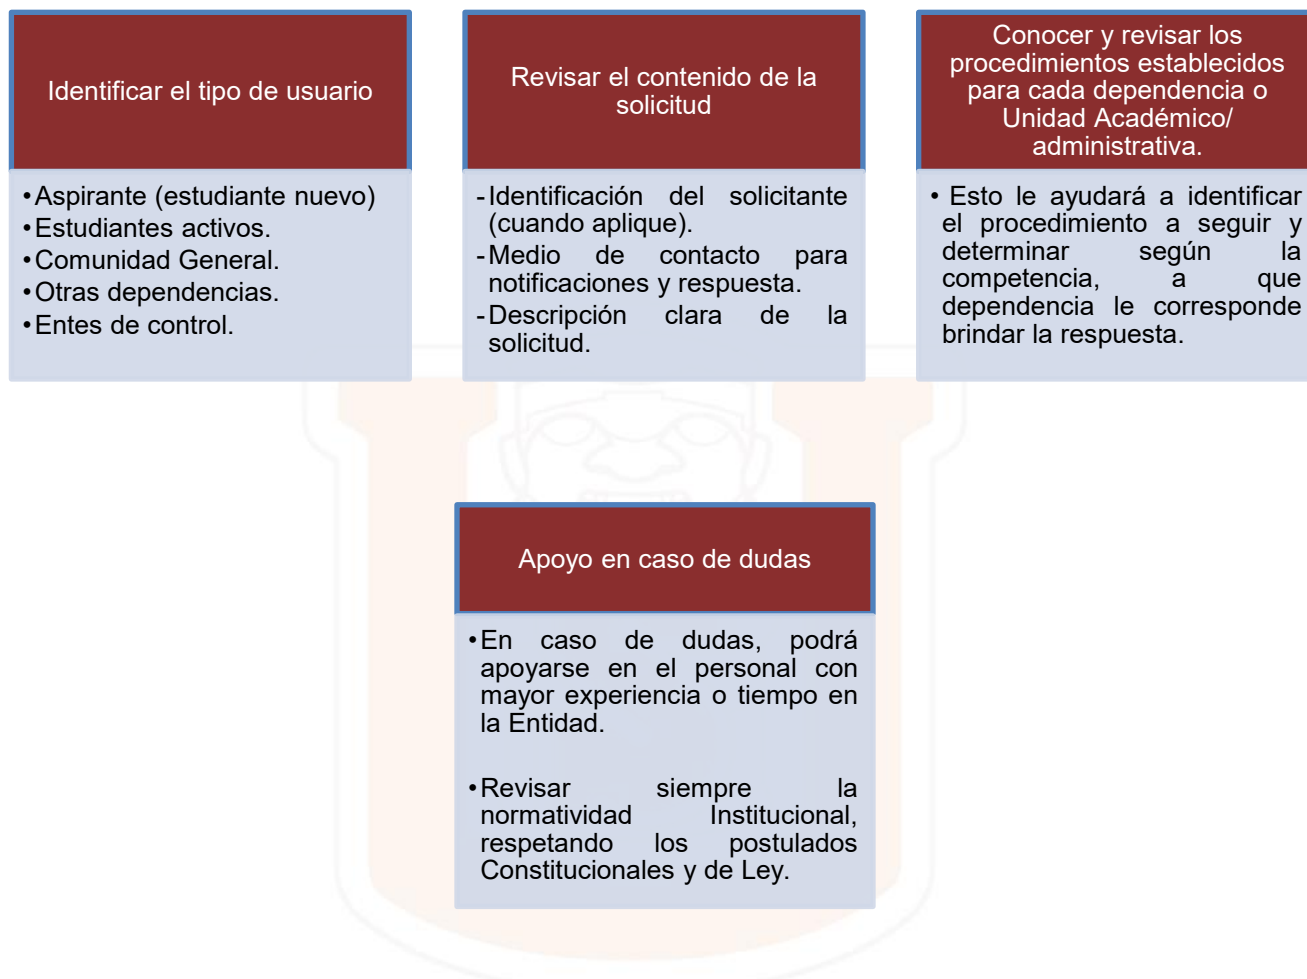 Identificar el tipo de usuario
•Aspirante (estudiante nuevo)
•Estudiantes activos.
•Comunidad General.
•Otras dependencias.
•Entes de control.
Revisar el contenido de la
solicitud
-Identificación del solicitante
(cuando aplique).
-Medio de contacto para
notificaciones y respuesta.
-Descripción clara de la
solicitud.
Conocer y revisar los
procedimientos establecidos
para cada dependencia o
Unidad Académico/
administrativa.
• Esto le ayudará a identificar
el procedimiento a seguir y
determinar según la
competencia, a que
dependencia le corresponde
brindar la respuesta.
Apoyo en caso de dudas
•En caso de dudas, podrá
apoyarse en el personal con
mayor experiencia o tiempo en
la Entidad.
•Revisar siempre la
normatividad Institucional,
respetando los postulados
Constitucionales y de Ley.